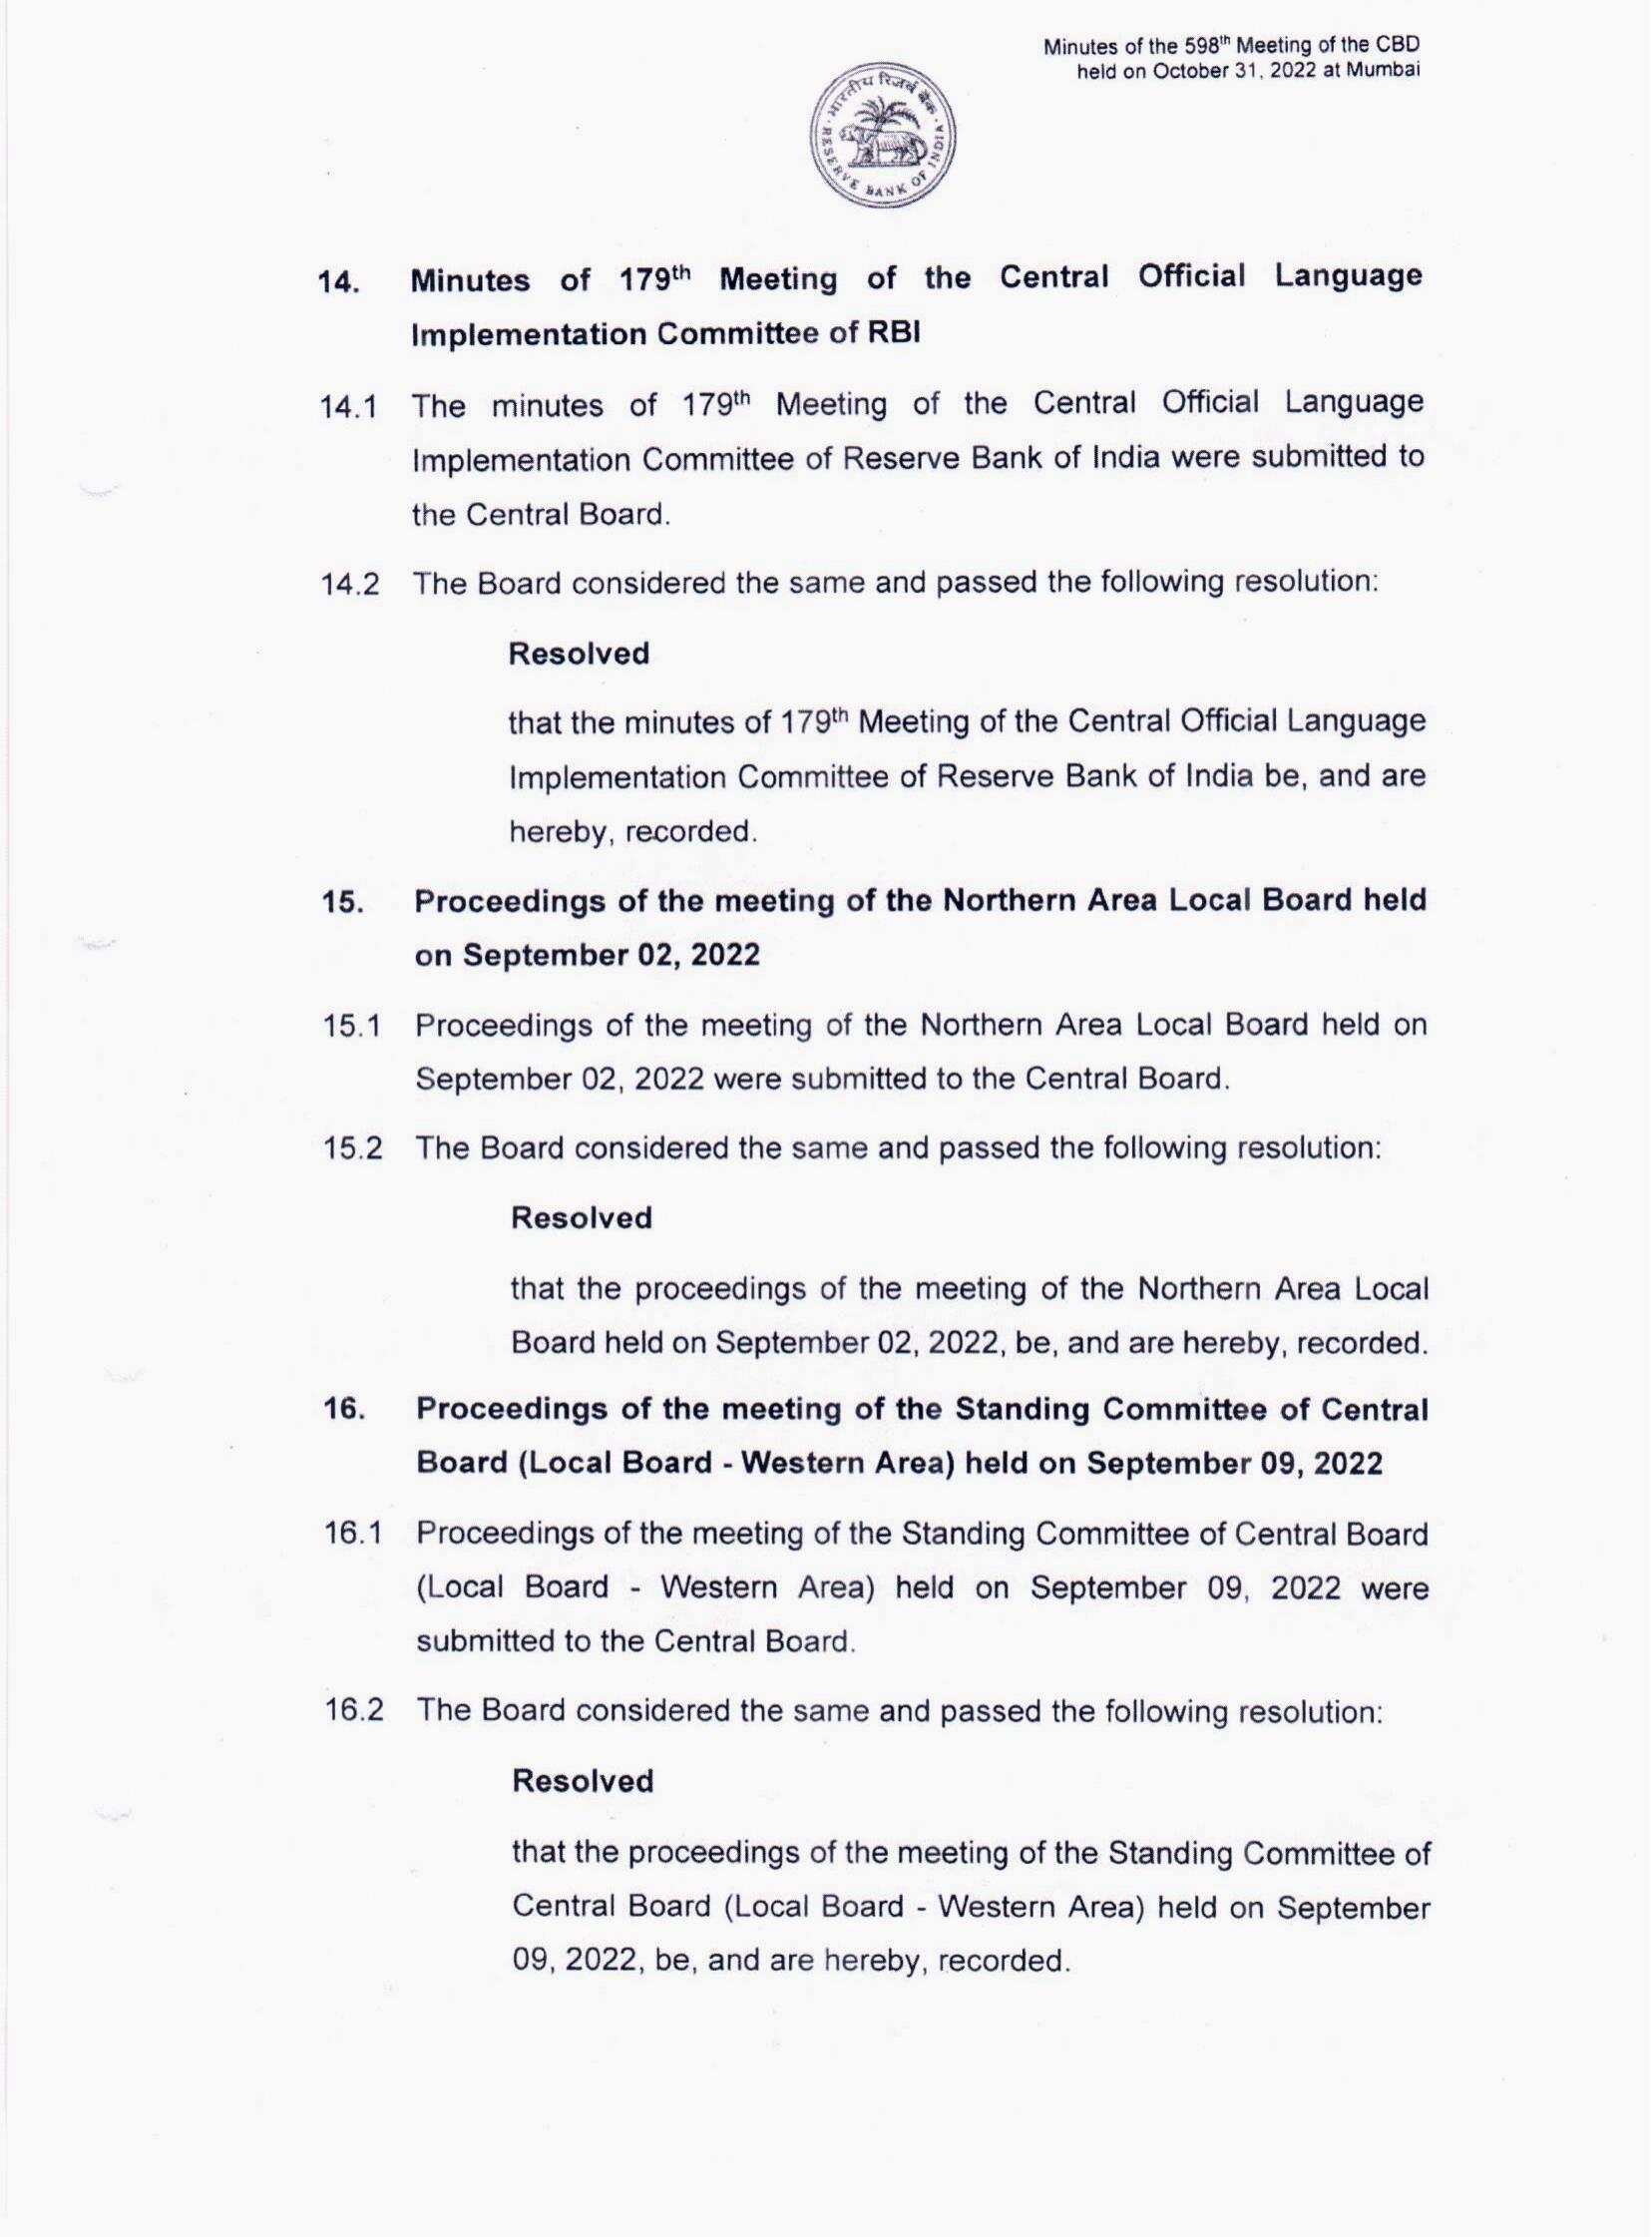 Minutes of the 598th Meeting of the CBD
held on October 31, 2022 at Mumbai
भारतीय रिज़र्व बैंक
RESERVE BANK OF INDIA
14. Minutes of 179th Meeting of the Central Official Language
Implementation Committee of RBI
14.1 The minutes of 179th Meeting of the Central Official Language
Implementation Committee of Reserve Bank of India were submitted to
the Central Board.
14.2 The Board considered the same and passed the following resolution:
Resolved
that the minutes of 179th Meeting of the Central Official Language
Implementation Committee of Reserve Bank of India be, and are
hereby, recorded.
15. Proceedings of the meeting of the Northern Area Local Board held
on September 02, 2022
15.1 Proceedings of the meeting of the Northern Area Local Board held on
September 02, 2022 were submitted to the Central Board.
15.2 The Board considered the same and passed the following resolution:
Resolved
that the proceedings of the meeting of the Northern Area Local
Board held on September 02, 2022, be, and are hereby, recorded.
16. Proceedings of the meeting of the Standing Committee of Central
Board (Local Board - Western Area) held on September 09, 2022
16.1 Proceedings of the meeting of the Standing Committee of Central Board
(Local Board - Western Area) held on September 09, 2022 were
submitted to the Central Board.
16.2 The Board considered the same and passed the following resolution:
Resolved
that the proceedings of the meeting of the Standing Committee of
Central Board (Local Board - Western Area) held on September
09, 2022, be, and are hereby, recorded.